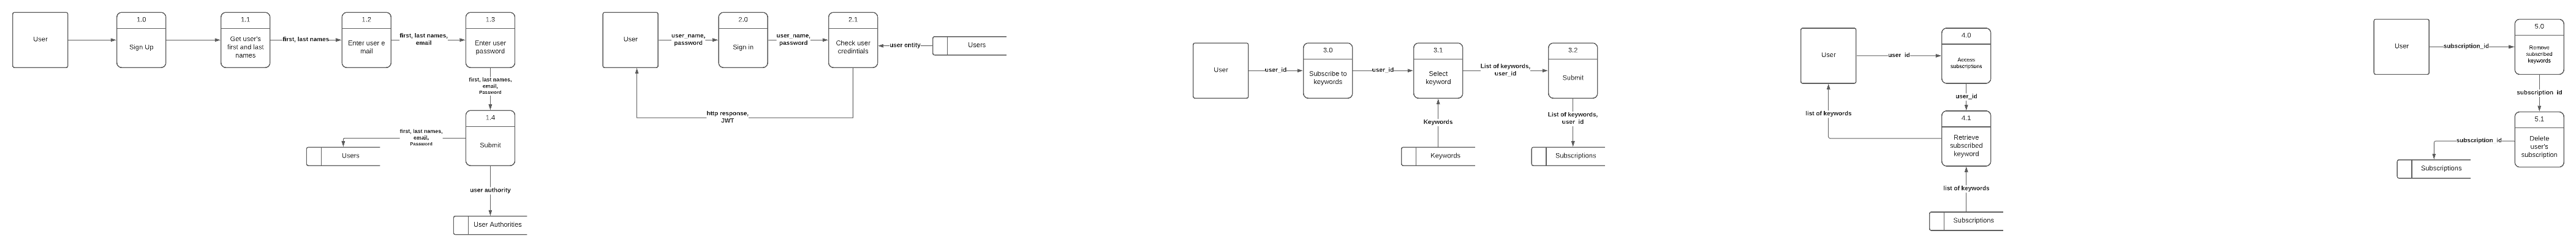 User
1.0
Sign Up
1.1
Get user's
first and last
names
first, last names
1.2
Enter user e
mail
first, last names,
email
1.3
Enter user
password
first, last names,
email,
Password
1.4
Submit
first, last names,
email,
Password
Users
user authority
User Authorities
User
user_name,
password
2.0
Sign in
user_name,
password
2.1
Check user
credintials
user entity
Users
http response,
JWT
User
user_id
3.0
Subscribe to
keywords
user_id
3.1
Select
keyword
List of keywords,
user_id
3.2
Submit
Keywords
Keywords
List of keywords,
user_id
Subscriptions
User
user_id
4.0
Access
subscriptions
user_id
4.1
Retrieve
subscribed
keyword
list of keywords
list of keywords
Subscriptions
User
subscription_id
5.0
Remove
subscribed
keywords
subscription_id
5.1
Delete
user's
subscription
subscription_id
Subscriptions